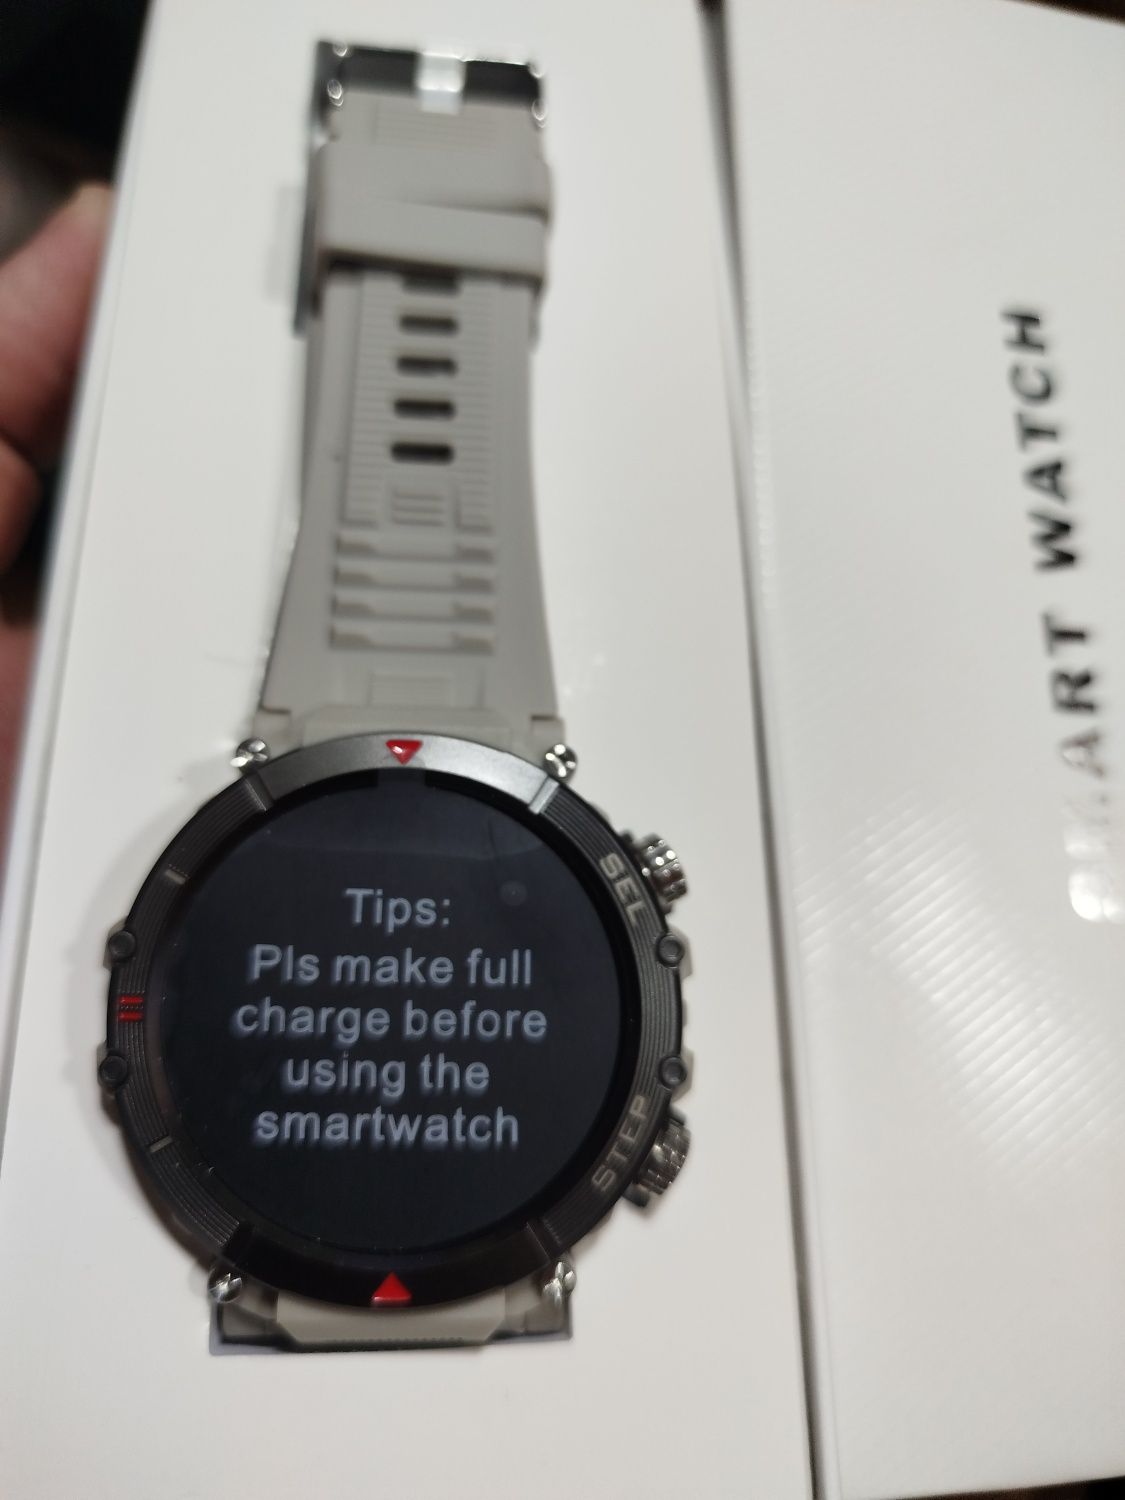 Tips:
Pls make full
charge before
using the
smartwatch
SEL
STEP
SMART WATCH